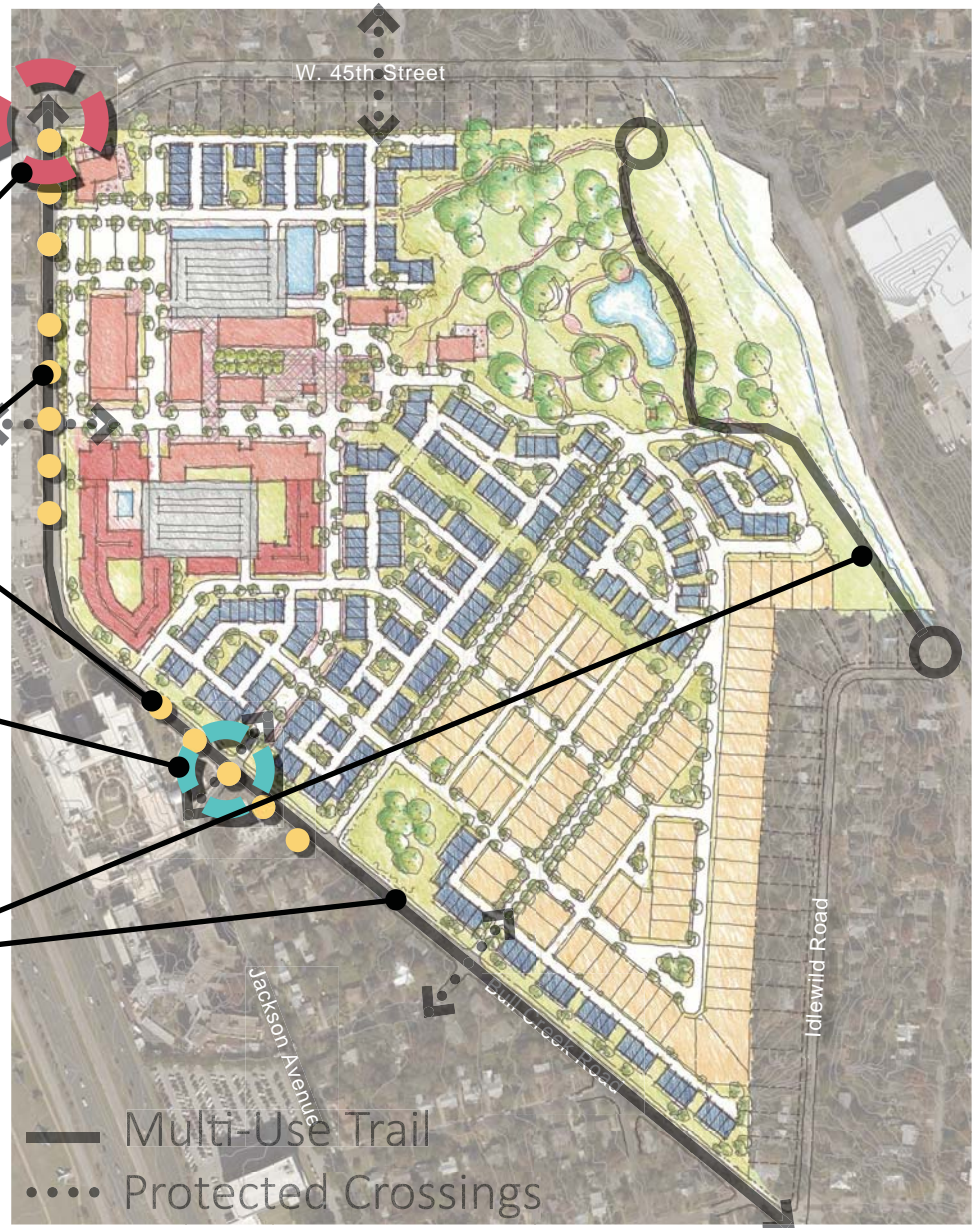 W. 45th Street
Idlewild Road
Jackson Avenue
Bull Creek Road
Multi-Use Trail
Protected Crossings